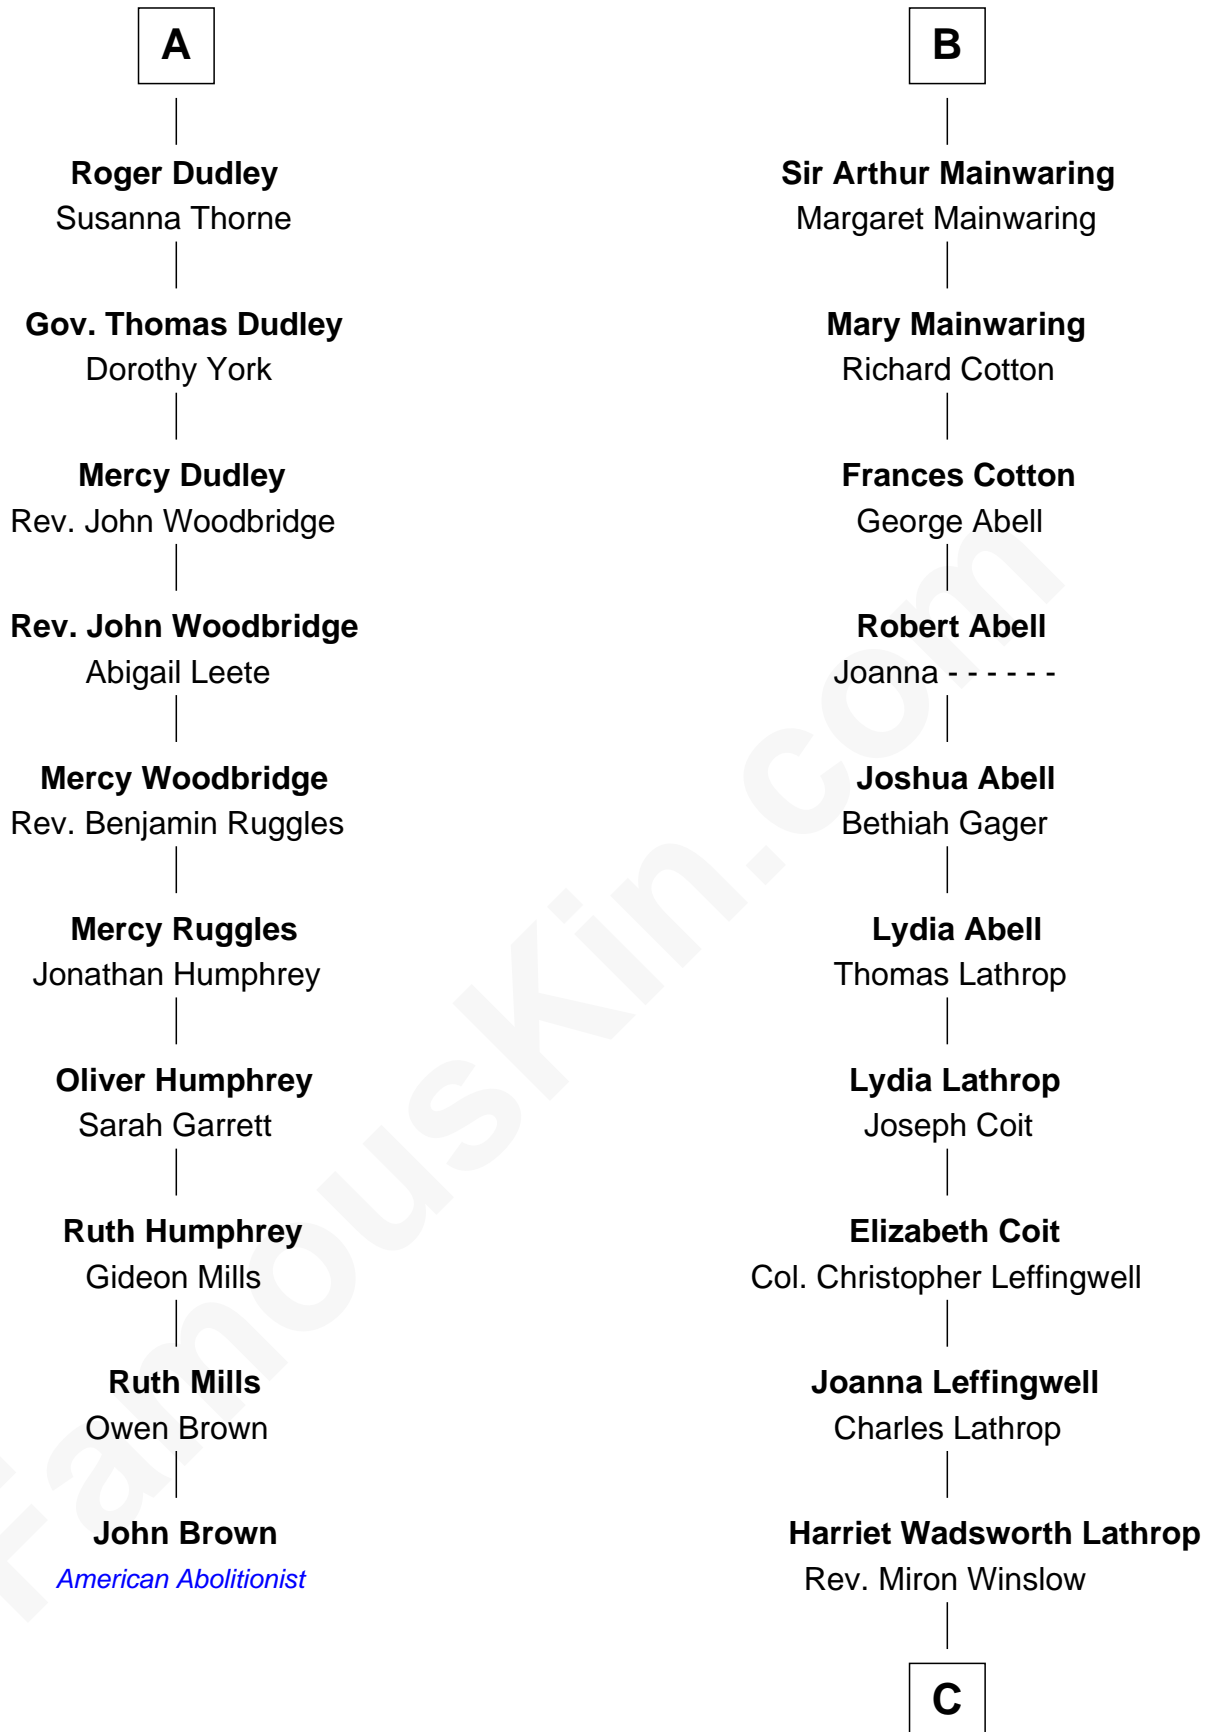 A
Roger Dudley
Susanna Thorne
Gov. Thomas Dudley
Dorothy York
Mercy Dudley
Rev. John Woodbridge
Rev. John Woodbridge
Abigail Leete
Mercy Woodbridge
Rev. Benjamin Ruggles
Mercy Ruggles
Jonathan Humphrey
Oliver Humphrey
Sarah Garrett
Ruth Humphrey
Gideon Mills
Ruth Mills
Owen Brown
John Brown
American Abolitionist
B
Sir Arthur Mainwaring
Margaret Mainwaring
Mary Mainwaring
Richard Cotton
Frances Cotton
George Abell
Robert Abell
Joanna - - - - - -
Joshua Abell
Bethiah Gager
Lydia Abell
Thomas Lathrop
Lydia Lathrop
Joseph Coit
Elizabeth Coit
Col. Christopher Leffingwell
Joanna Leffingwell
Charles Lathrop
Harriet Wadsworth Lathrop
Rev. Miron Winslow
C
FamousKin.com